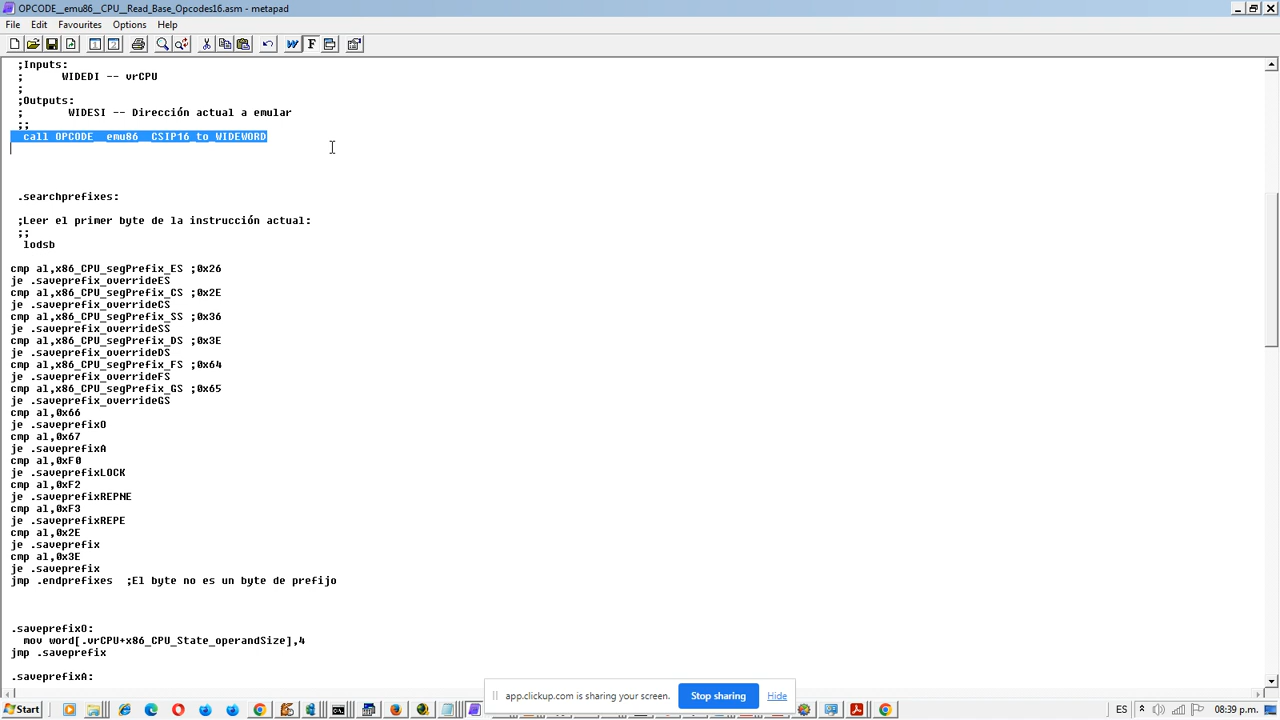 OPCODE__emu86__CPU__Read_Base_Opcodes16.asm - metapad
File Edit Favourites Options Help
;Inputs:
; WIDEDI -- vrCPU
;
;Outputs:
; WIDESI -- Dirección actual a emular
;;
call OPCODE__emu86__CSIP16_to_WIDEWORD
.searchprefixes:
;Leer el primer byte de la instrucción actual:
;;
lodsb
cmp al,x86_CPU_segPrefix_ES ;0x26
je .saveprefix_overrideES
cmp al,x86_CPU_segPrefix_CS ;0x2E
je .saveprefix_overrideCS
cmp al,x86_CPU_segPrefix_SS ;0x36
je .saveprefix_overrideSS
cmp al,x86_CPU_segPrefix_DS ;0x3E
je .saveprefix_overrideDS
cmp al,x86_CPU_segPrefix_FS ;0x64
je .saveprefix_overrideFS
cmp al,x86_CPU_segPrefix_GS ;0x65
je .saveprefix_overrideGS
cmp al,0x66
je .saveprefixO
cmp al,0x67
je .saveprefixA
cmp al,0xF0
je .saveprefixLOCK
cmp al,0xF2
je .saveprefixREPNE
cmp al,0xF3
je .saveprefixREPE
cmp al,0x2E
je .saveprefix
cmp al,0x3E
je .saveprefix
jmp .endprefixes ;El byte no es un byte de prefijo
.saveprefixO:
mov word[.vrCPU+x86_CPU_State_operandSize],4
jmp .saveprefix
.saveprefixA:
app.clickup.com is sharing your screen. Stop sharing Hide
Start ES 08:39 p.m.